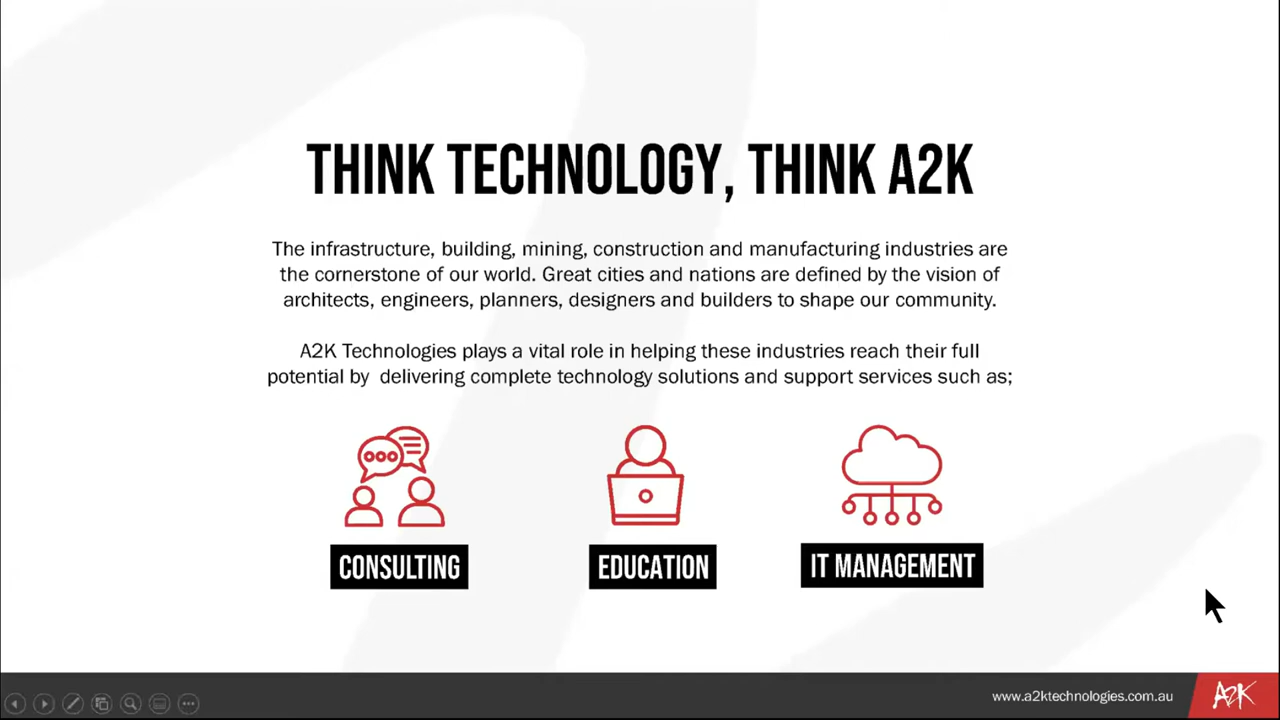 THINK TECHNOLOGY, THINK A2K
The infrastructure, building, mining, construction and manufacturing industries are
the cornerstone of our world. Great cities and nations are defined by the vision of
architects, engineers, planners, designers and builders to shape our community.
A2K Technologies plays a vital role in helping these industries reach their full
potential by  delivering complete technology solutions and support services such as;
CONSULTING
EDUCATION
IT MANAGEMENT
www.a2ktechnologies.com.au
A2K